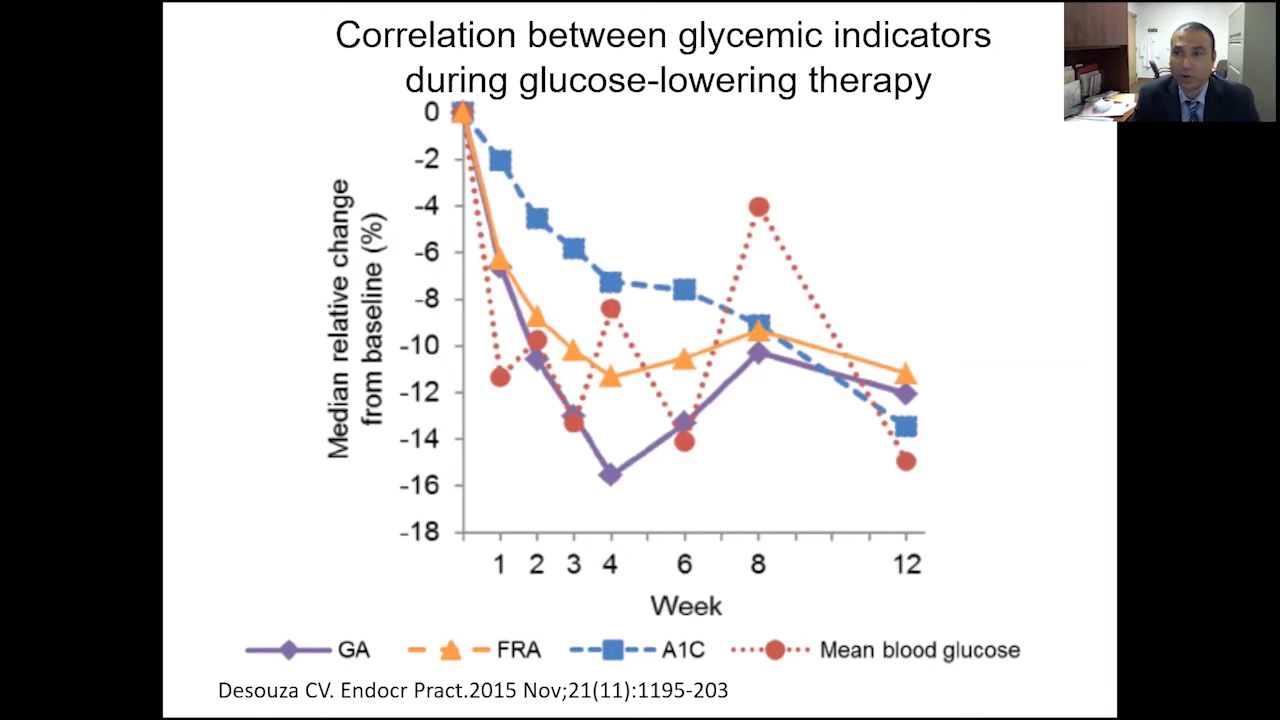 Correlation between glycemic indicators
during glucose-lowering therapy
Median relative change
from baseline (%)
0
-2
-4
-6
-8
-10
-12
-14
-16
-18
1 2 3 4 6 8 12
Week
GA FRA A1C Mean blood glucose
Desouza CV. Endocr Pract.2015 Nov;21(11):1195-203